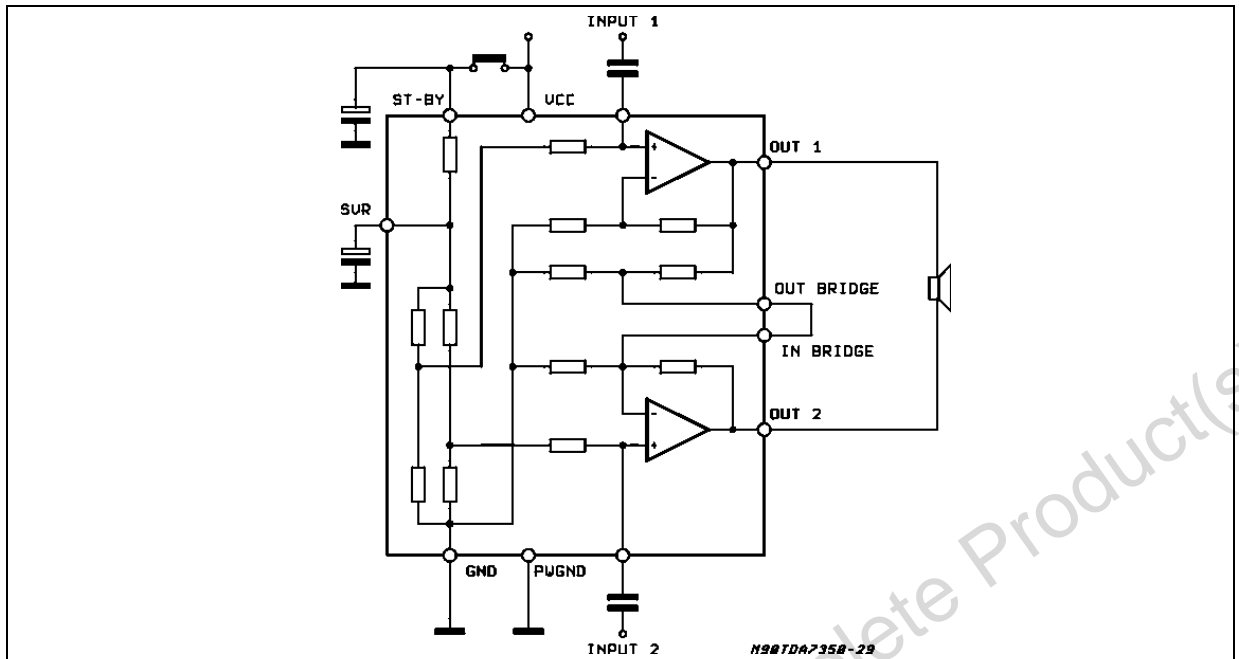 INPUT 1
ST-BY
VCC
+
-
OUT 1
SVR
OUT BRIDGE
IN BRIDGE
-
+
OUT 2
GND
PWGND
INPUT 2
M90TDA7350-29
lete Product(s